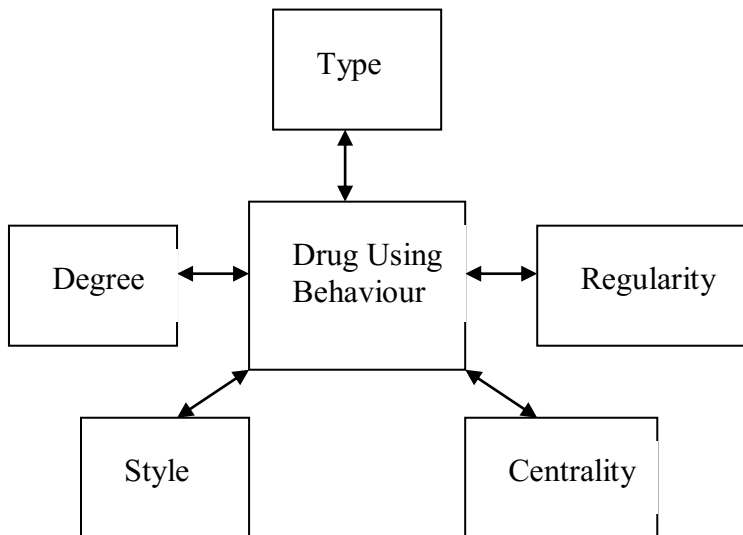 Type
Drug Using
Behaviour
Degree
Regularity
Style
Centrality